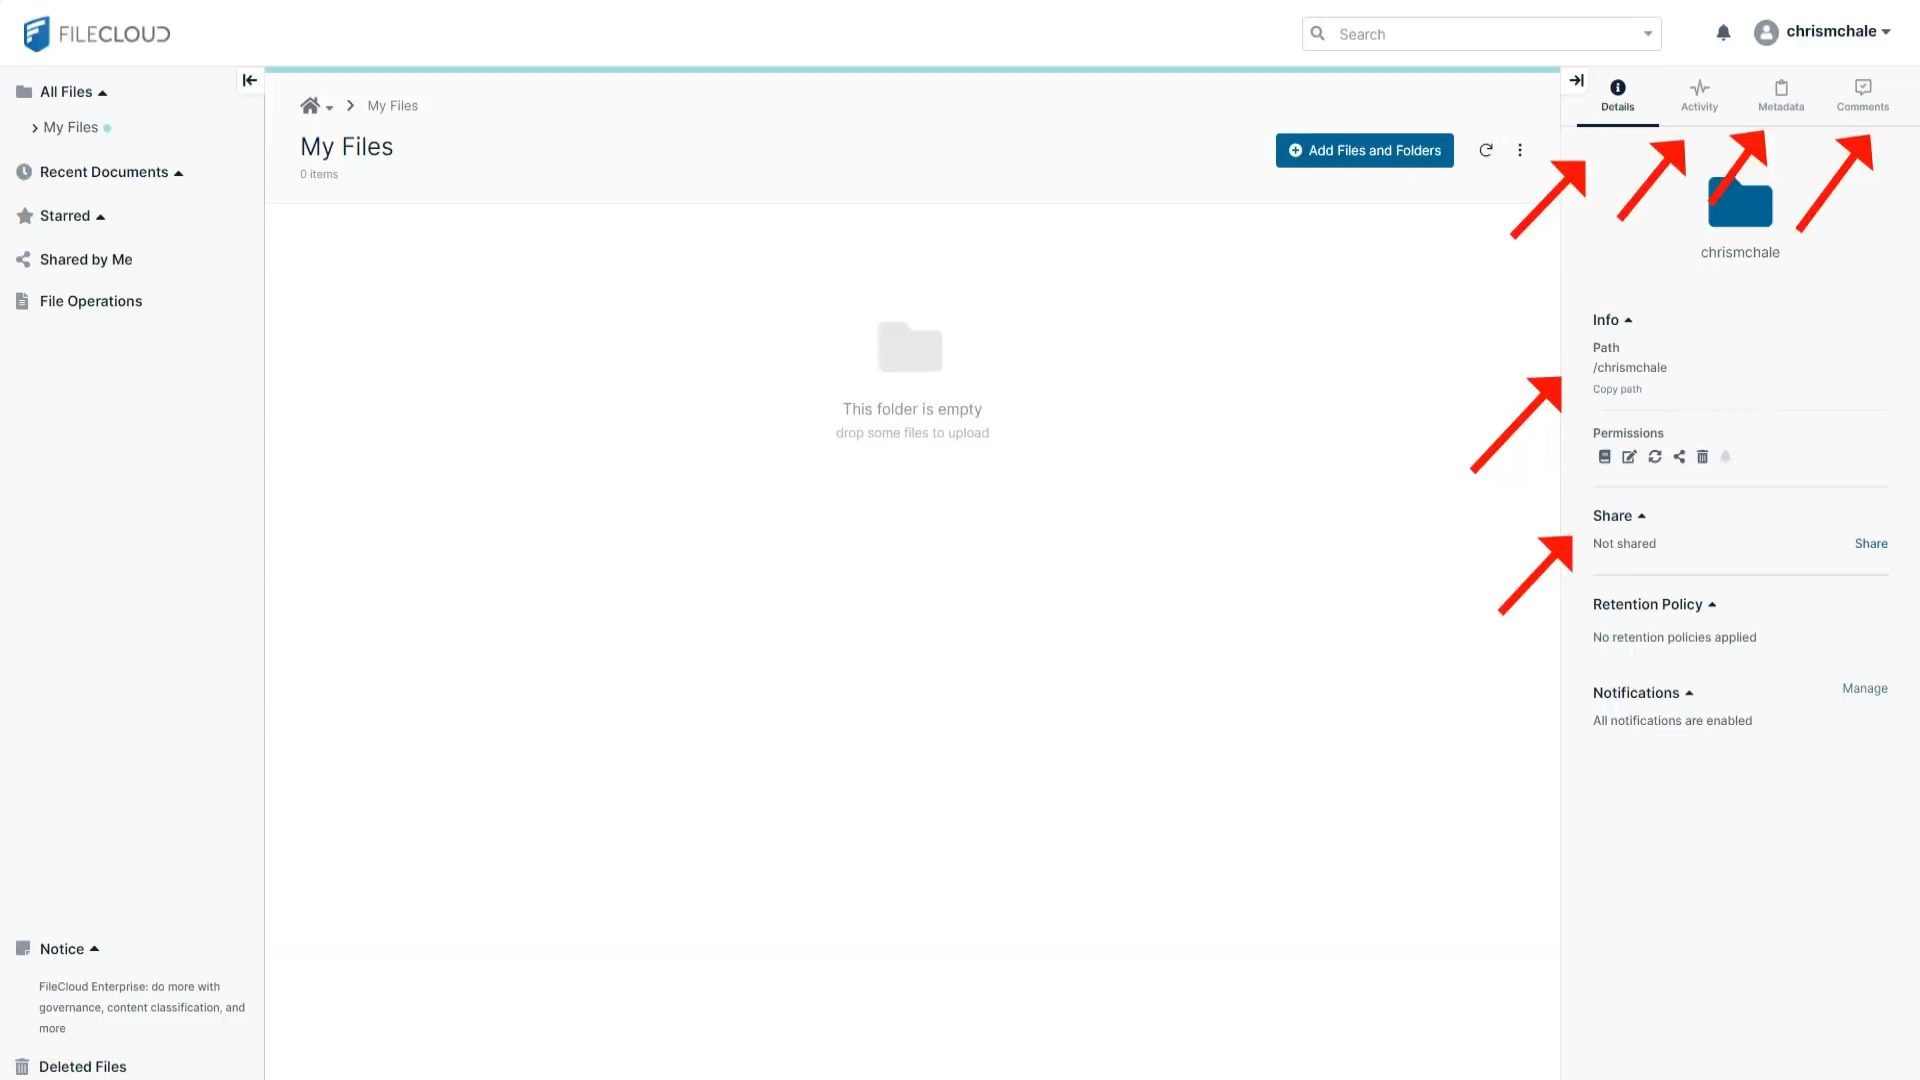 FILECLOUD
Search
chrismchale
All Files
My Files
Recent Documents
Starred
Shared by Me
File Operations
Notice
FileCloud Enterprise: do more with
governance, content classification, and
more
Deleted Files
My Files
My Files
0 items
Add Files and Folders
This folder is empty
drop some files to upload
Details
Activity
Metadata
Comments
chrismchale
Info
Path
/chrismchale
Copy path
Permissions
Share
Not shared
Share
Retention Policy
No retention policies applied
Notifications
Manage
All notifications are enabled